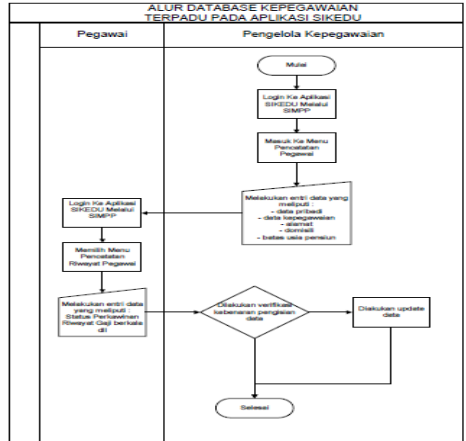 ALUR DATABASE KEPEGAWAIAN
TERPADU PADA APLIKASI SIKEDU
Pegawai
Pengelola Kepegawaian
Mulai
Login Ke Aplikasi
SIKEDU Melalui
SIMPP
Masuk Ke Menu
Pencatatan
Pegawai
Melakukan entri data yang
meliputi :
- data pribadi
- data kepegawaian
- alamat
- domisili
- batas usia pensiun
Login Ke Aplikasi
SIKEDU Melalui
SIMPP
Memilih Menu
Pencatatan
Riwayat Pegawai
Melakukan entri data
yang meliputi :
Status Perkawinan
Riwayat Gaji berkala
dll
Dilakukan verifikasi
kebenaran pengisian
data
Dilakukan update
data
Selesai